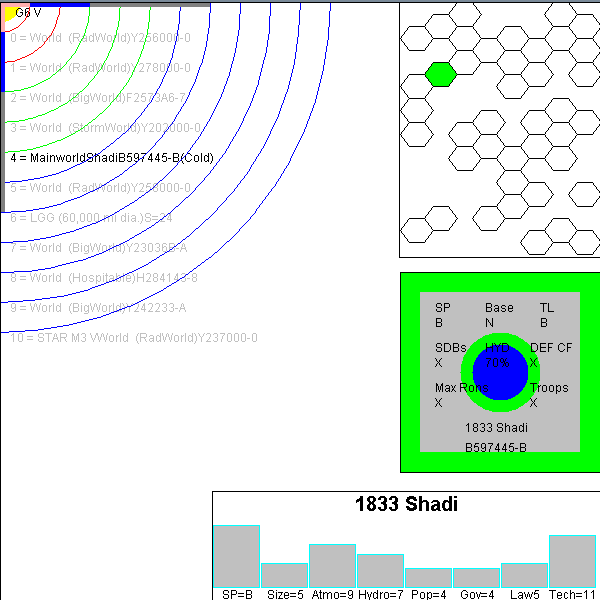 G6 V
0 = World (RadWorld)Y256000-0
1 = World (RadWorld)Y278000-0
2 = World (BigWorld)F2573A6-7
3 = World (StormWorld)Y202000-0
4 = MainworldShadiB597445-B(Cold)
5 = World (RadWorld)Y258000-0
6 = LGG (60,000 mi dia.)S=24
7 = World (BigWorld)Y23036B-A
8 = World (Hospitable)H284143-8
9 = World (BigWorld)Y242233-A
10 = STAR M3 VWorld (RadWorld)Y237000-0
SP Base TL
B N B
SDBs HYD DEF CF
X 70% X
Max Rons Troops
X X
1833 Shadi
B597445-B
1833 Shadi
SP=B Size=5 Atmo=9 Hydro=7 Pop=4 Gov=4 Law5 Tech=11